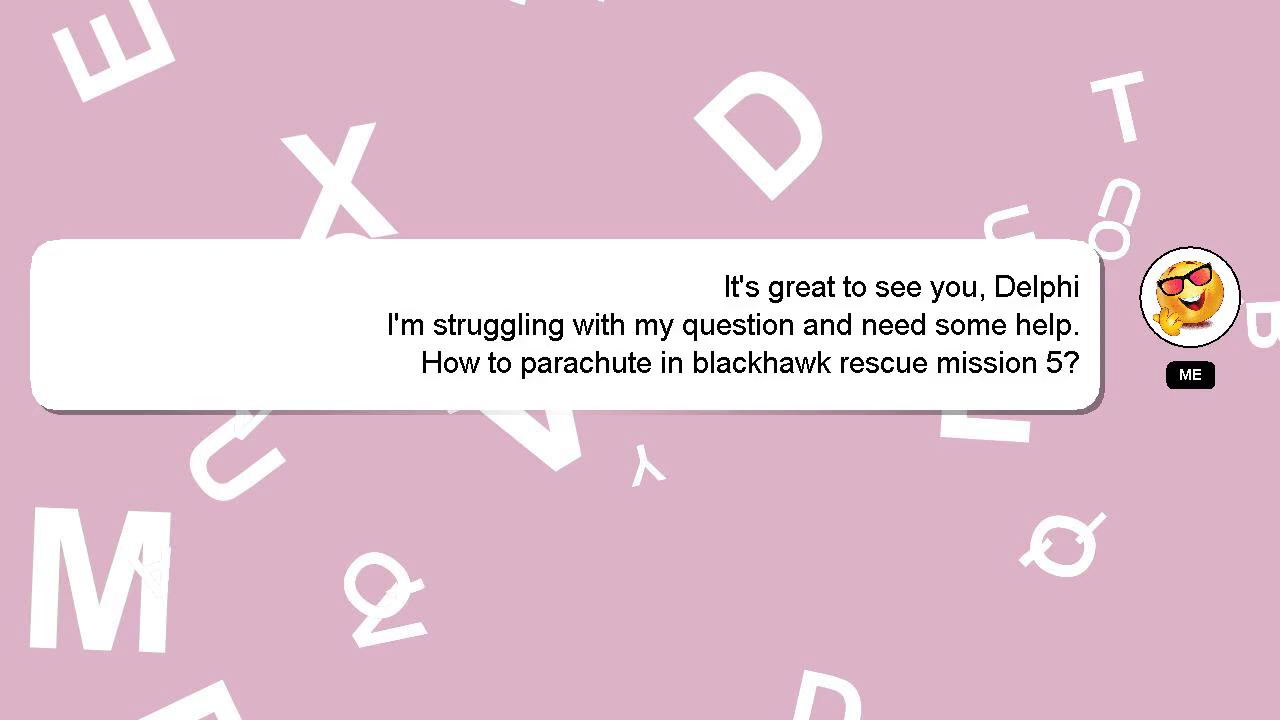 It's great to see you, Delphi
I'm struggling with my question and need some help.
How to parachute in blackhawk rescue mission 5?
ME
E
X
D
T
U
U
O
B
U
V
Y
L
M
A
Q
Z
Q
D